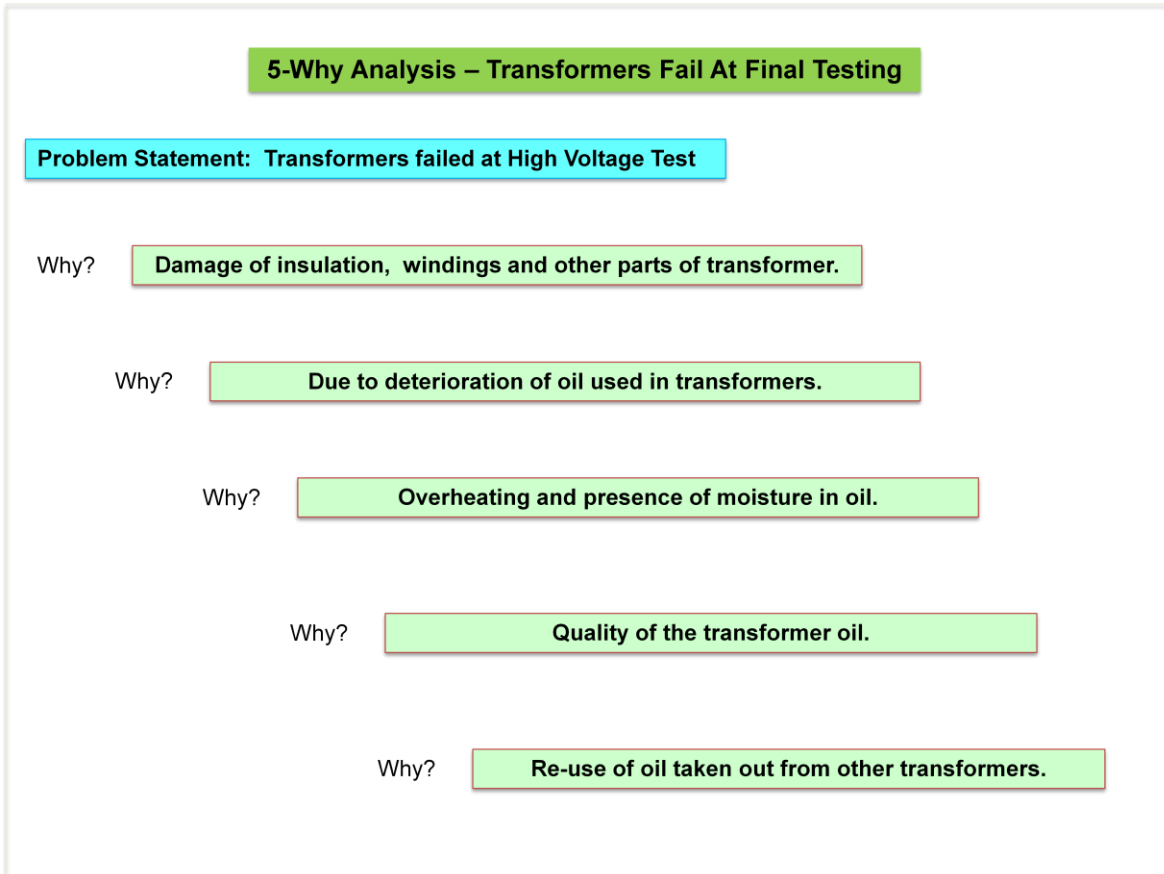 5-Why Analysis – Transformers Fail At Final Testing
Problem Statement: Transformers failed at High Voltage Test
Why? Damage of insulation, windings and other parts of transformer.
Why? Due to deterioration of oil used in transformers.
Why? Overheating and presence of moisture in oil.
Why? Quality of the transformer oil.
Why? Re-use of oil taken out from other transformers.